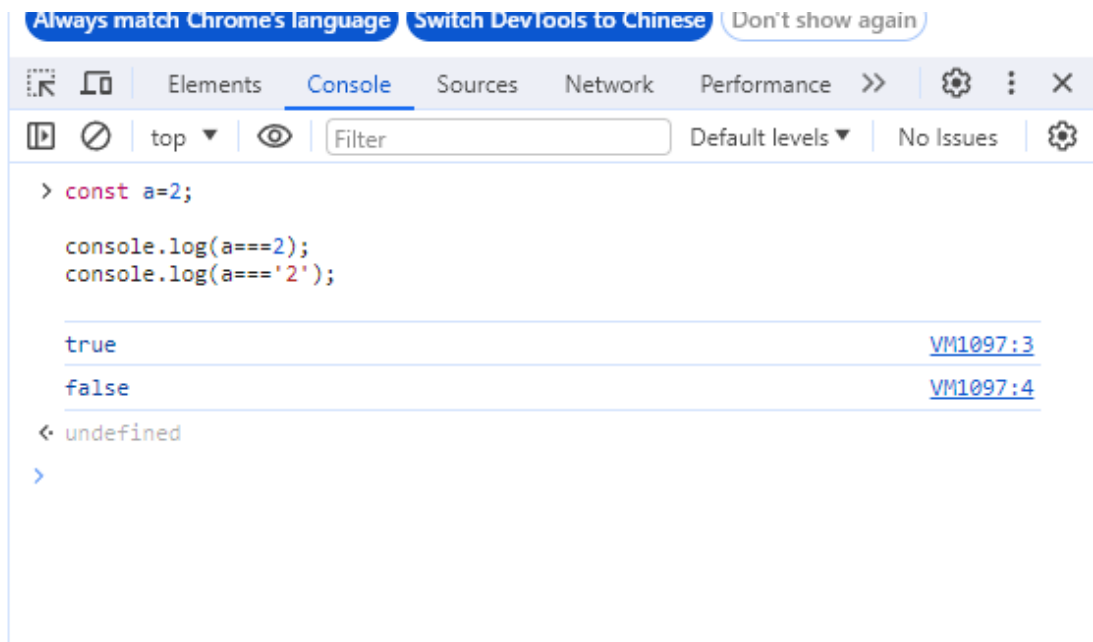 Always match Chrome's language Switch DevTools to Chinese Don't show again
Elements Console Sources Network Performance
top Filter Default levels No Issues
> const a=2;
console.log(a===2);
console.log(a==='2');
true VM1097:3
false VM1097:4
undefined
>